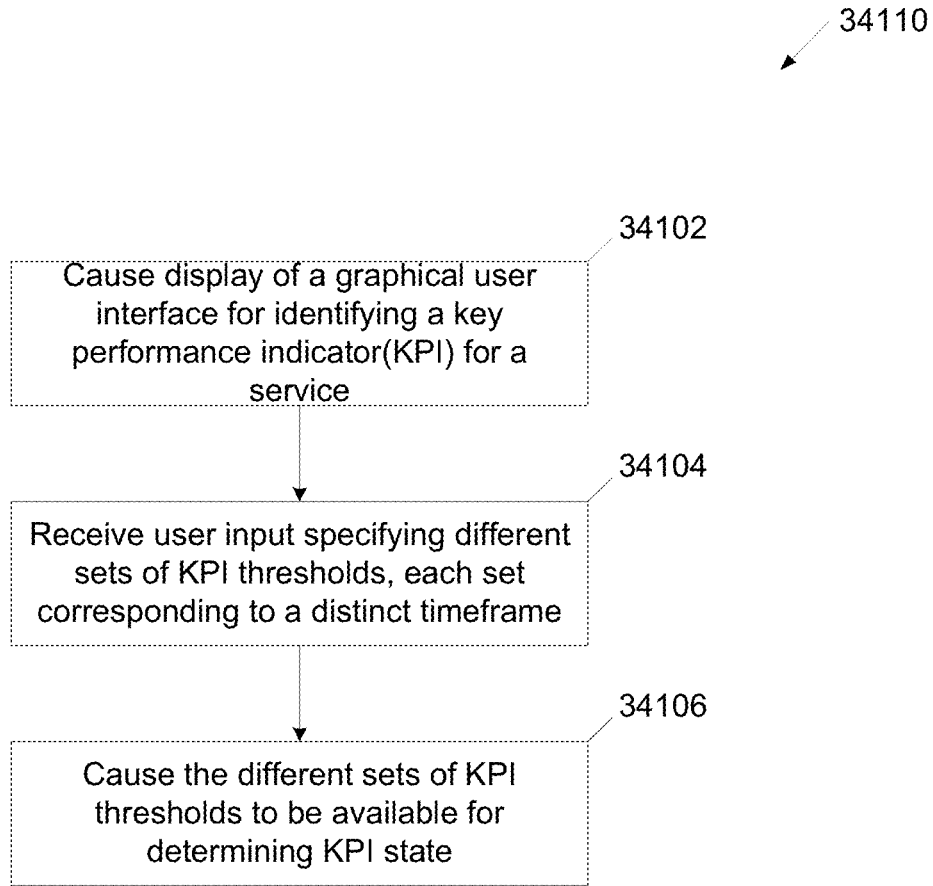 34110
34102
Cause display of a graphical user
interface for identifying a key
performance indicator(KPI) for a
service
34104
Receive user input specifying different
sets of KPI thresholds, each set
corresponding to a distinct timeframe
34106
Cause the different sets of KPI
thresholds to be available for
determining KPI state